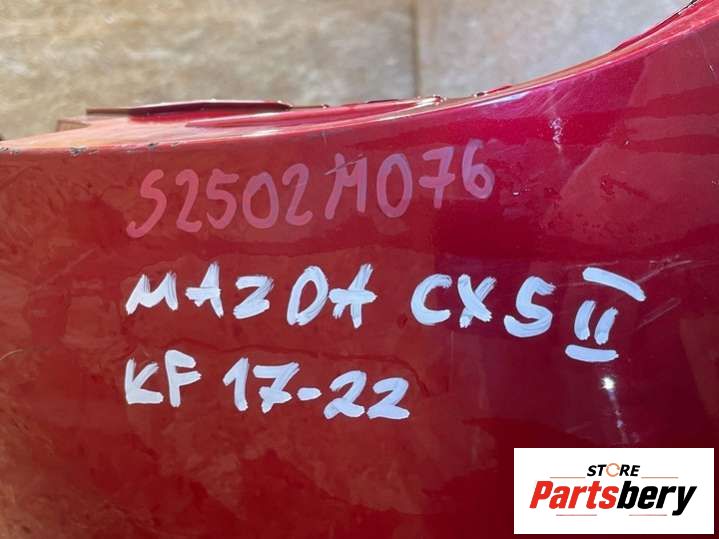 S2502M076
MAZDA CX5 II
KF 17-22
STORE
Partsbery